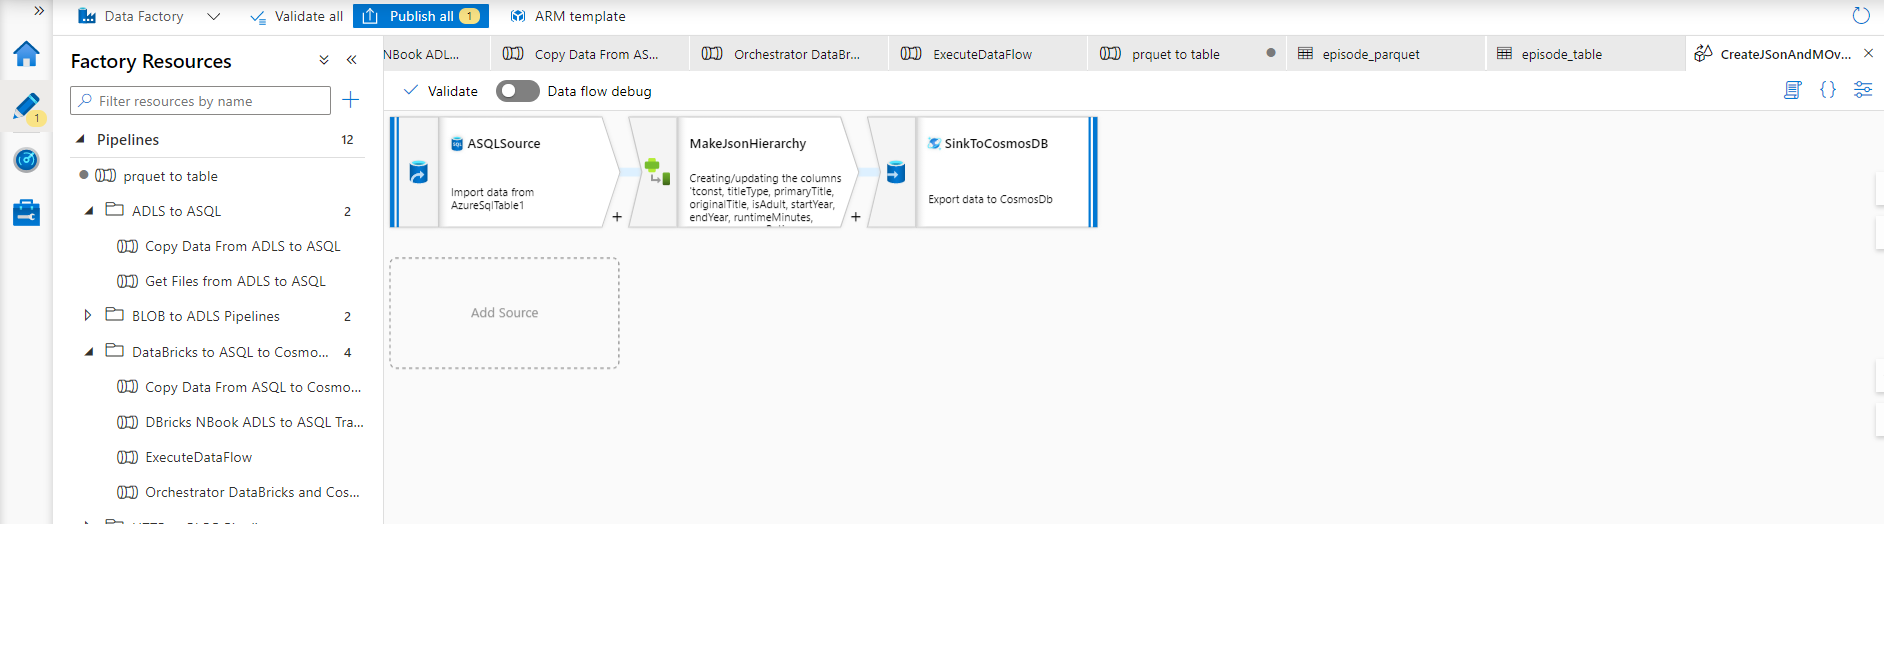 Data Factory
Validate all
Publish all 1
ARM template
Factory Resources
NBook ADL...
Copy Data From AS...
Orchestrator DataBr...
ExecuteDataFlow
prquet to table
episode_parquet
episode_table
CreateJSonAndMOv...
Filter resources by name
Validate
Data flow debug
1
Pipelines 12
prquet to table
ADLS to ASQL 2
Copy Data From ADLS to ASQL
Get Files from ADLS to ASQL
BLOB to ADLS Pipelines 2
DataBricks to ASQL to Cosmo... 4
Copy Data From ASQL to Cosmo...
DBricks NBook ADLS to ASQL Tra...
ExecuteDataFlow
Orchestrator DataBricks and Cos...
SQL ASQLSource
Import data from
AzureSqlTable1
+
MakeJsonHierarchy
Creating/updating the columns
'tconst, titleType, primaryTitle,
originalTitle, isAdult, startYear,
endYear, runtimeMinutes,
+
SinkToCosmosDB
Export data to CosmosDb
Add Source